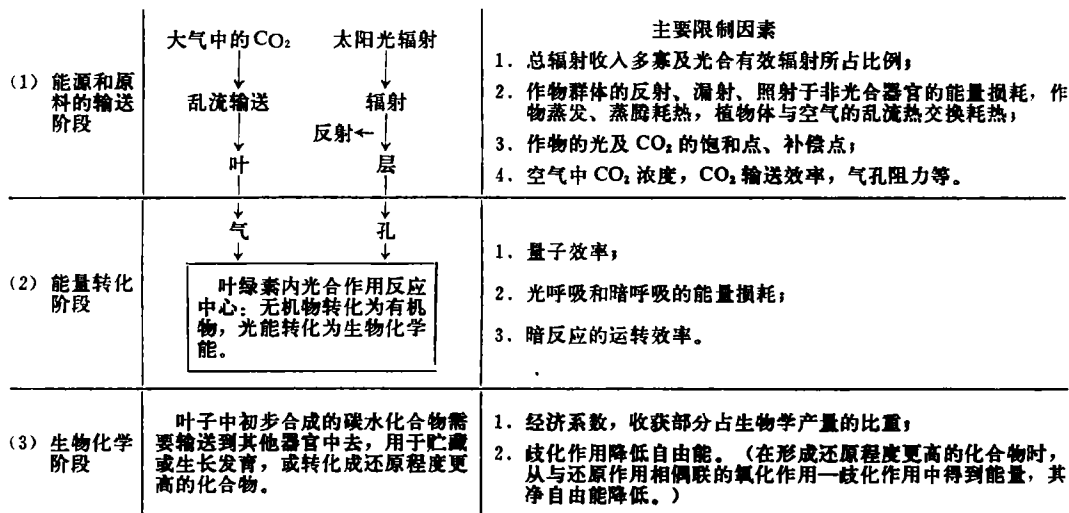 主要限制因素
大气中的CO₂ 太阳光辐射
(1) 能源和原料的输送阶段
乱流输送 辐射
反射
叶 层
1. 总辐射收入多寡及光合有效辐射所占比例;
2. 作物群体的反射、漏射、照射于非光合器官的能量损耗,作
物蒸发、蒸腾耗热,植物体与空气的乱流热交换耗热;
3. 作物的光及 CO₂ 的饱和点、补偿点;
4. 空气中 CO₂ 浓度,CO₂ 输送效率,气孔阻力等。
(2) 能量转化
阶段
气 孔
叶绿素内光合作用反应
中心:无机物转化为有机
物,光能转化为生物化学
能。
1. 量子效率;
2. 光呼吸和暗呼吸的能量损耗;
3. 暗反应的运转效率。
(3) 生物化学
阶段
叶子中初步合成的碳水化合物需
要输送到其他器官中去,用于贮藏
或生长发育,或转化成还原程度更
高的化合物。
1. 经济系数,收获部分占生物学产量的比重;
2. 歧化作用降低自由能。(在形成还原程度更高的化合物时,
从与还原作用相偶联的氧化作用—歧化作用中得到能量,其
净自由能降低。)